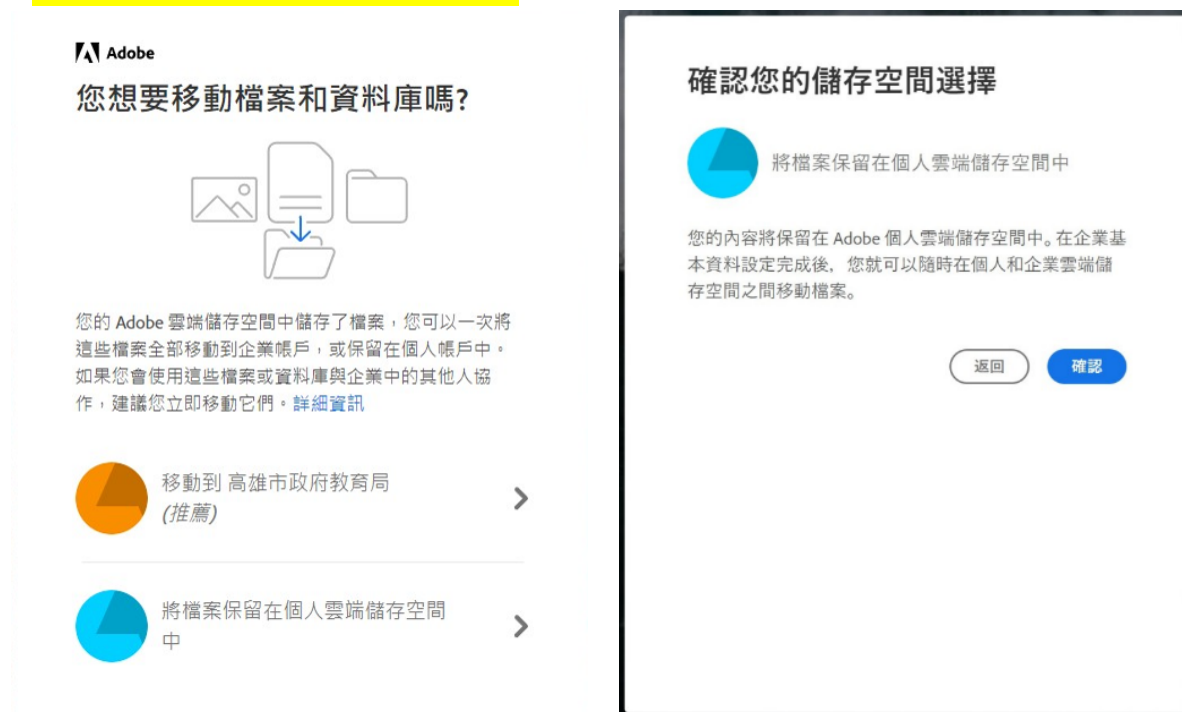 Adobe
您想要移動檔案和資料庫嗎?
您的 Adobe 雲端儲存空間中儲存了檔案，您可以一次將
這些檔案全部移動到企業帳戶，或保留在個人帳戶中。
如果您會使用這些檔案或資料庫與企業中的其他人協
作，建議您立即移動它們。詳細資訊
移動到 高雄市政府教育局
(推薦)
將檔案保留在個人雲端儲存空間
中
確認您的儲存空間選擇
將檔案保留在個人雲端儲存空間中
您的內容將保留在 Adobe 個人雲端儲存空間中。在企業基
本資料設定完成後，您就可以隨時在個人和企業雲端儲
存空間之間移動檔案。
返回
確認